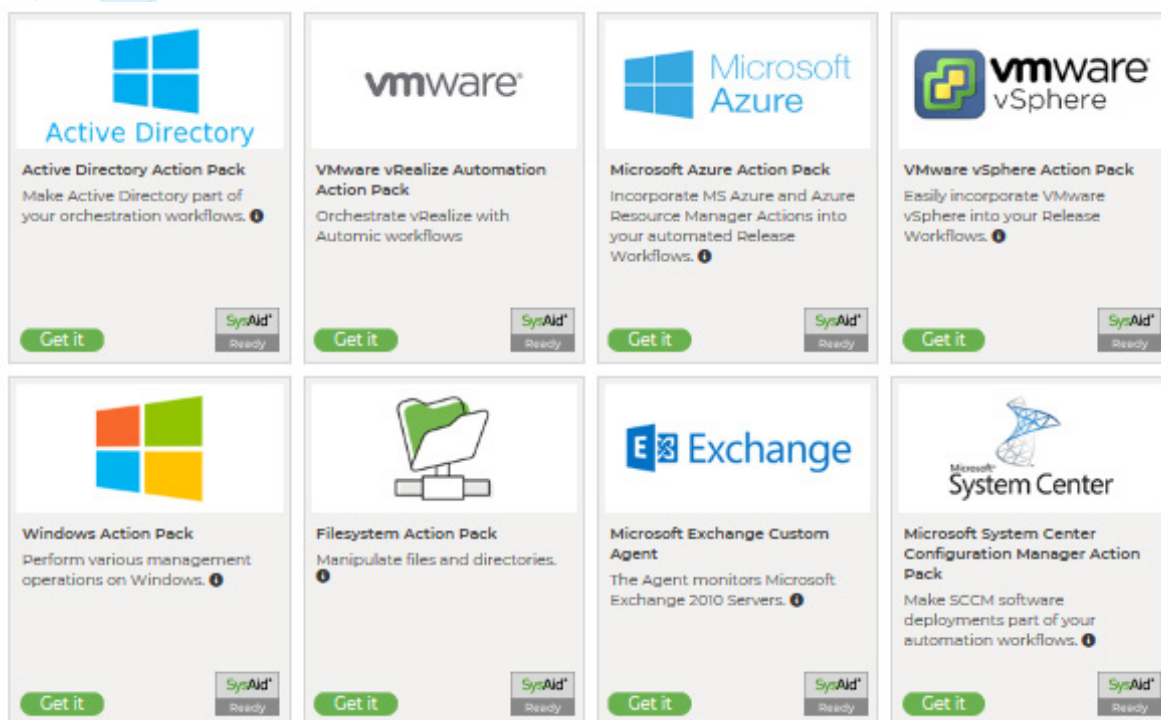 Active Directory
Active Directory Action Pack
Make Active Directory part of
your orchestration workflows.
Get it
SysAid
Ready
vmware
VMware vRealize Automation
Action Pack
Orchestrate vRealize with
Automic workflows
Get it
SysAid
Ready
Microsoft
Azure
Microsoft Azure Action Pack
Incorporate MS Azure and Azure
Resource Manager Actions into
your automated Release
Workflows.
Get it
SysAid
Ready
vmware
vSphere
VMware vSphere Action Pack
Easily incorporate VMware
vSphere into your Release
Workflows.
Get it
SysAid
Ready
Windows Action Pack
Perform various management
operations on Windows.
Get it
SysAid
Ready
Filesystem Action Pack
Manipulate files and directories.
Get it
SysAid
Ready
E Exchange
Microsoft Exchange Custom
Agent
The Agent monitors Microsoft
Exchange 2010 Servers.
Get it
SysAid
Ready
Microsoft
System Center
Microsoft System Center
Configuration Manager Action
Pack
Make SCCM software
deployments part of your
automation workflows.
Get it
SysAid
Ready